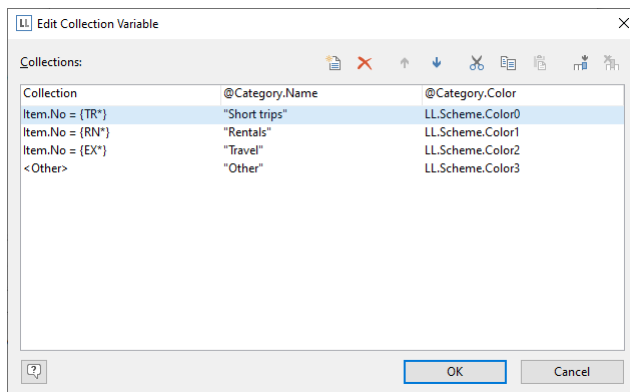 LL Edit Collection Variable
Collections:
Collection @Category.Name @Category.Color
Item.No = {TR*} "Short trips" LL.Scheme.Color0
Item.No = {RN*} "Rentals" LL.Scheme.Color1
Item.No = {EX*} "Travel" LL.Scheme.Color2
<Other> "Other" LL.Scheme.Color3
OK Cancel